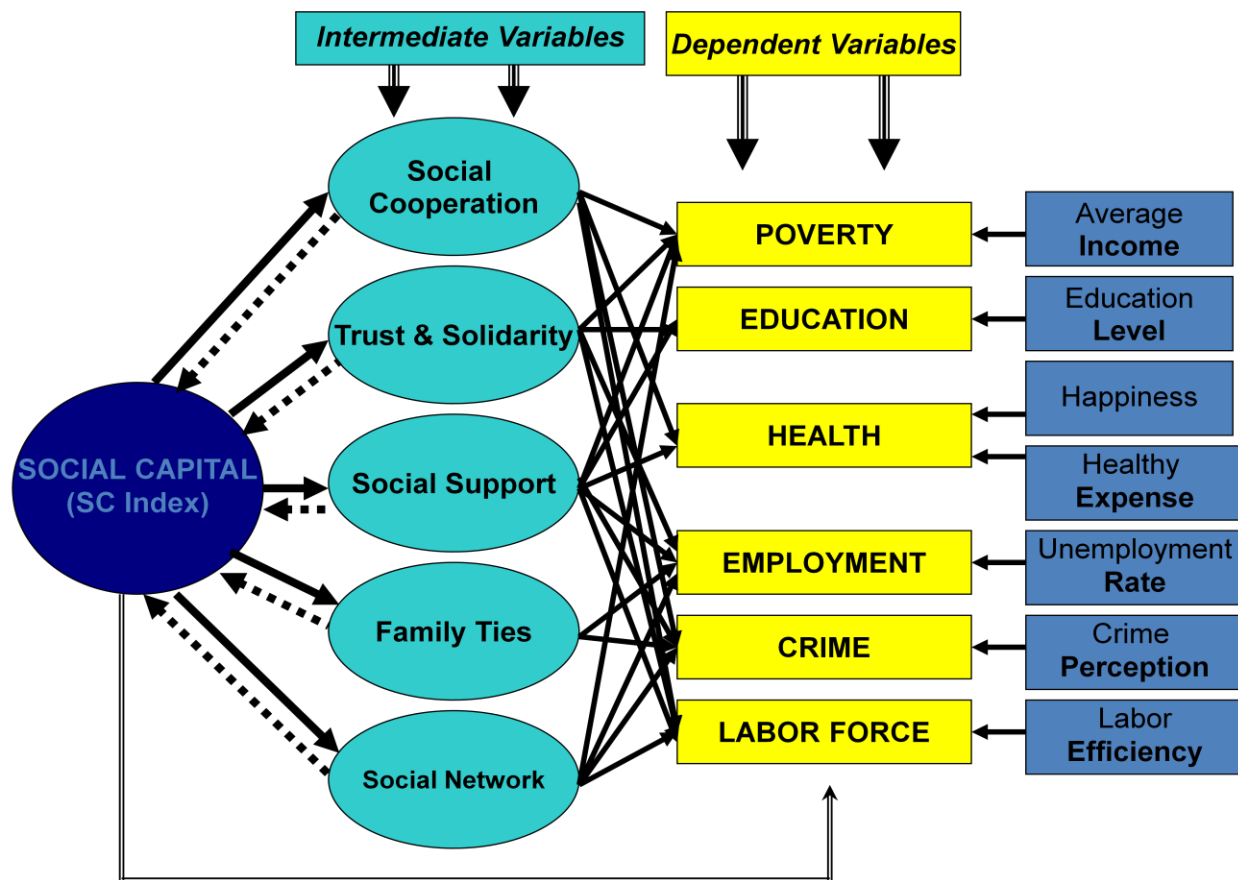 Intermediate Variables
Dependent Variables
Social
Cooperation
Trust & Solidarity
Social Support
Family Ties
Social Network
SOCIAL CAPITAL
(SC Index)
POVERTY
EDUCATION
HEALTH
EMPLOYMENT
CRIME
LABOR FORCE
Average
Income
Education
Level
Happiness
Healthy
Expense
Unemployment
Rate
Crime
Perception
Labor
Efficiency